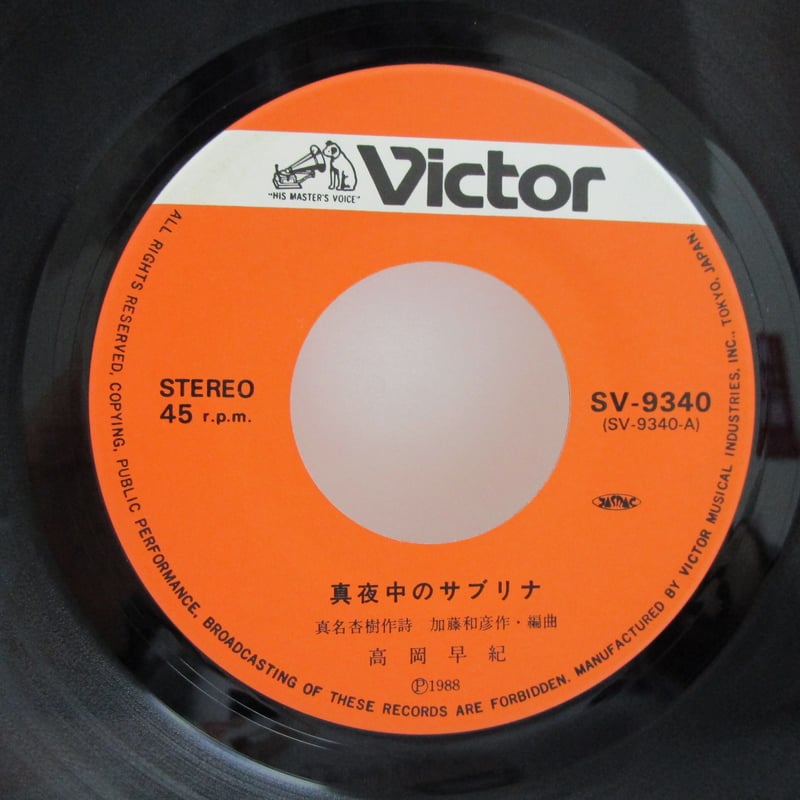 Victor
"HIS MASTER'S VOICE"
STEREO
45 r.p.m.
SV-9340
(SV-9340-A)
JASRAC
真夜中のサブリナ
真名杏樹作詩 加藤和彦作・編曲
高岡早紀
Ⓟ1988
ALL RIGHTS RESERVED, COPYING, PUBLIC PERFORMANCE, BROADCASTING OF THESE RECORDS ARE FORBIDDEN. MANUFACTURED BY VICTOR MUSICAL INDUSTRIES, INC., TOKYO, JAPAN.